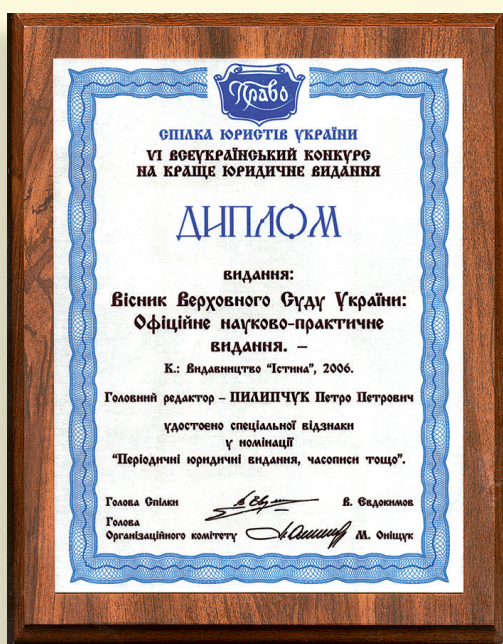 Право
СПІЛКА ЮРИСТІВ УКРАЇНИ
VI ВСЕУКРАЇНСЬКИЙ КОНКУРС
НА КРАЩЕ ЮРИДИЧНЕ ВИДАННЯ
ДИПЛОМ
видання:
Вісник Верховного Суду України:
Офіційне науково-практичне
видання. –
К.: Видавництво "Істина", 2006.
Головний редактор – ПИЛИПЧУК Петро Петрович
удостоєно спеціальної відзнаки
у номінації
"Періодичні юридичні видання, часописи тощо".
Голова Спілки В. Євдокимов
Голова
Організаційного комітету М. Оніщук